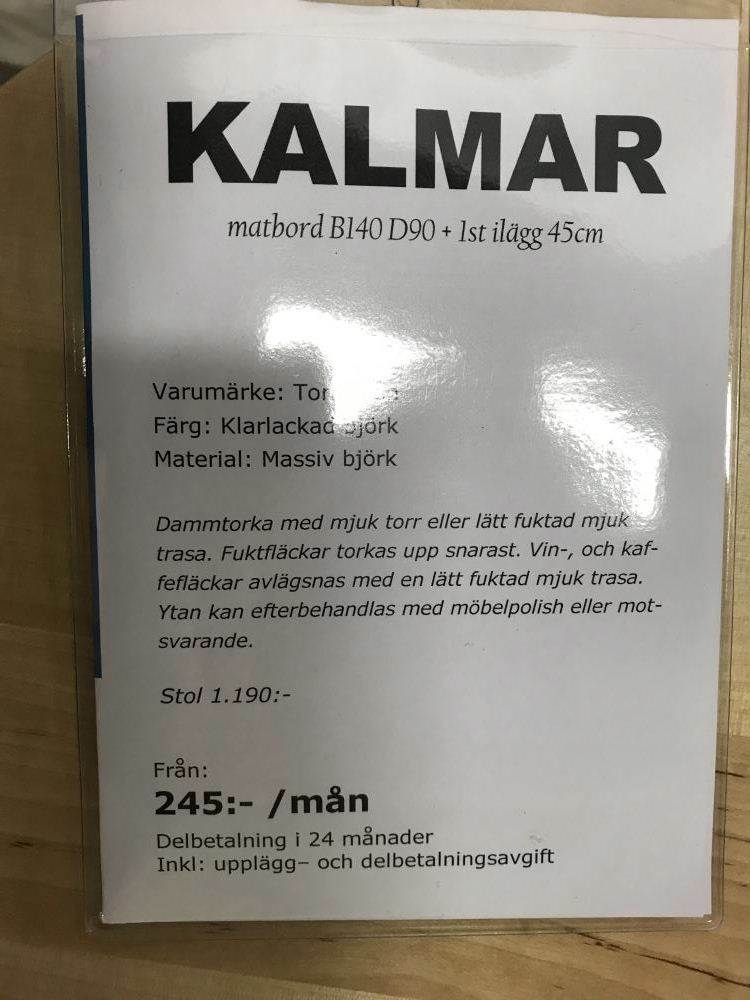 KALMAR
matbord B140 D90 + 1st ilägg 45cm
Varumärke:
Färg: Klarlackad björk
Material: Massiv björk
Dammtorka med mjuk torr eller lätt fuktad mjuk
trasa. Fuktfläckar torkas upp snarast. Vin-, och kaf-
fefläckar avlägsnas med en lätt fuktad mjuk trasa.
Ytan kan efterbehandlas med möbelpolish eller mot-
svarande.
Stol 1.190:-
Från:
245:- /mån
Delbetalning i 24 månader
Inkl: upplägg– och delbetalningsavgift